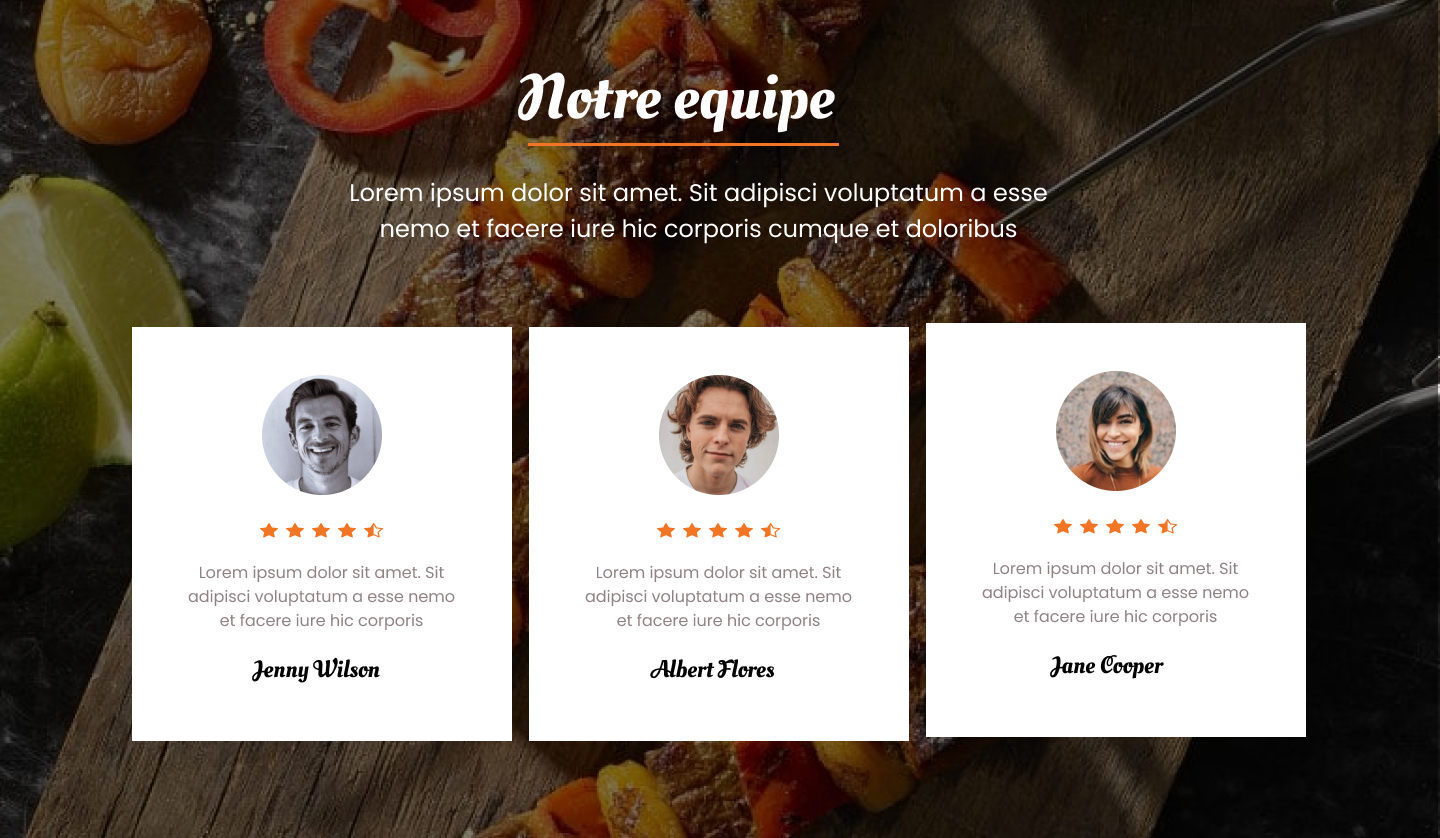 Notre equipe
Lorem ipsum dolor sit amet. Sit adipisci voluptatum a esse
nemo et facere iure hic corporis cumque et doloribus
Lorem ipsum dolor sit amet. Sit
adipisci voluptatum a esse nemo
et facere iure hic corporis
Jenny Wilson
Lorem ipsum dolor sit amet. Sit
adipisci voluptatum a esse nemo
et facere iure hic corporis
Albert Flores
Lorem ipsum dolor sit amet. Sit
adipisci voluptatum a esse nemo
et facere iure hic corporis
Jane Cooper